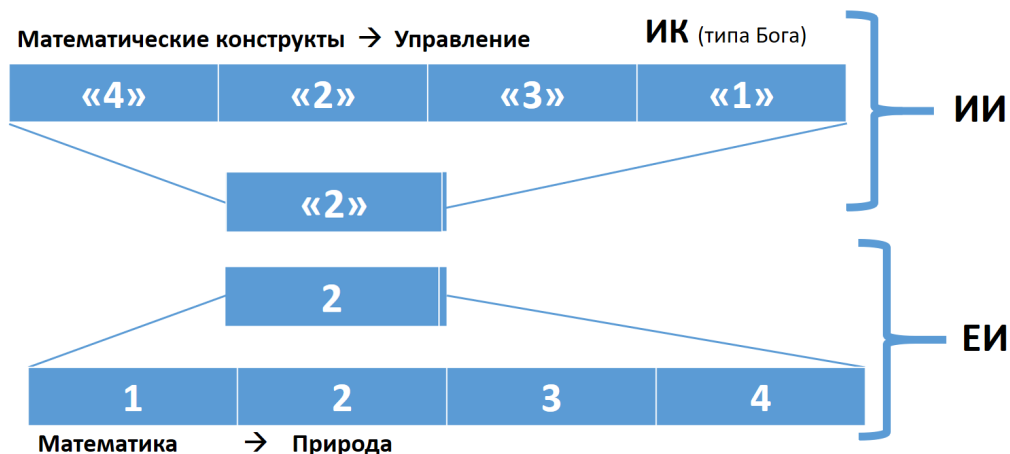 Математические конструкты → Управление ИК (типа Бога)
«4» «2» «3» «1»
ИИ
«2»
2
ЕИ
1 2 3 4
Математика → Природа